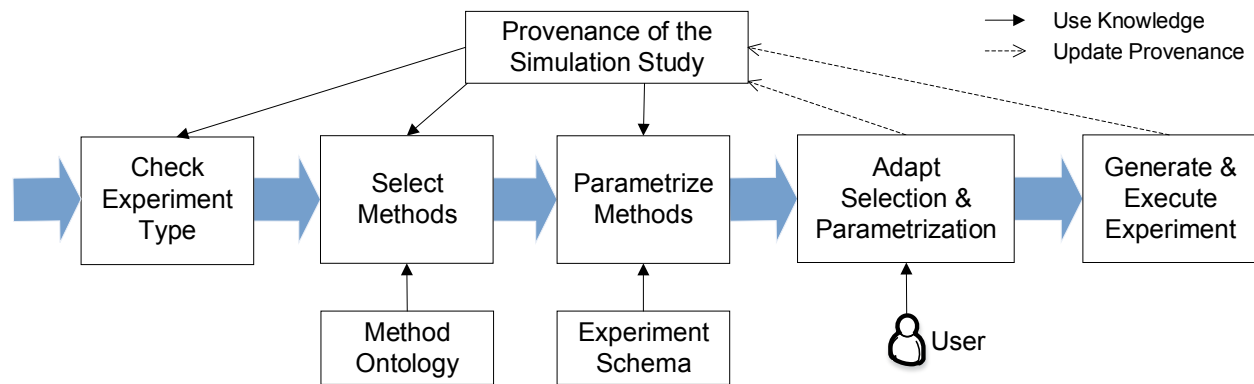 Provenance of the
Simulation Study
Use Knowledge
Update Provenance
Check
Experiment
Type
Select
Methods
Parametrize
Methods
Adapt
Selection &
Parametrization
Generate &
Execute
Experiment
Method
Ontology
Experiment
Schema
User